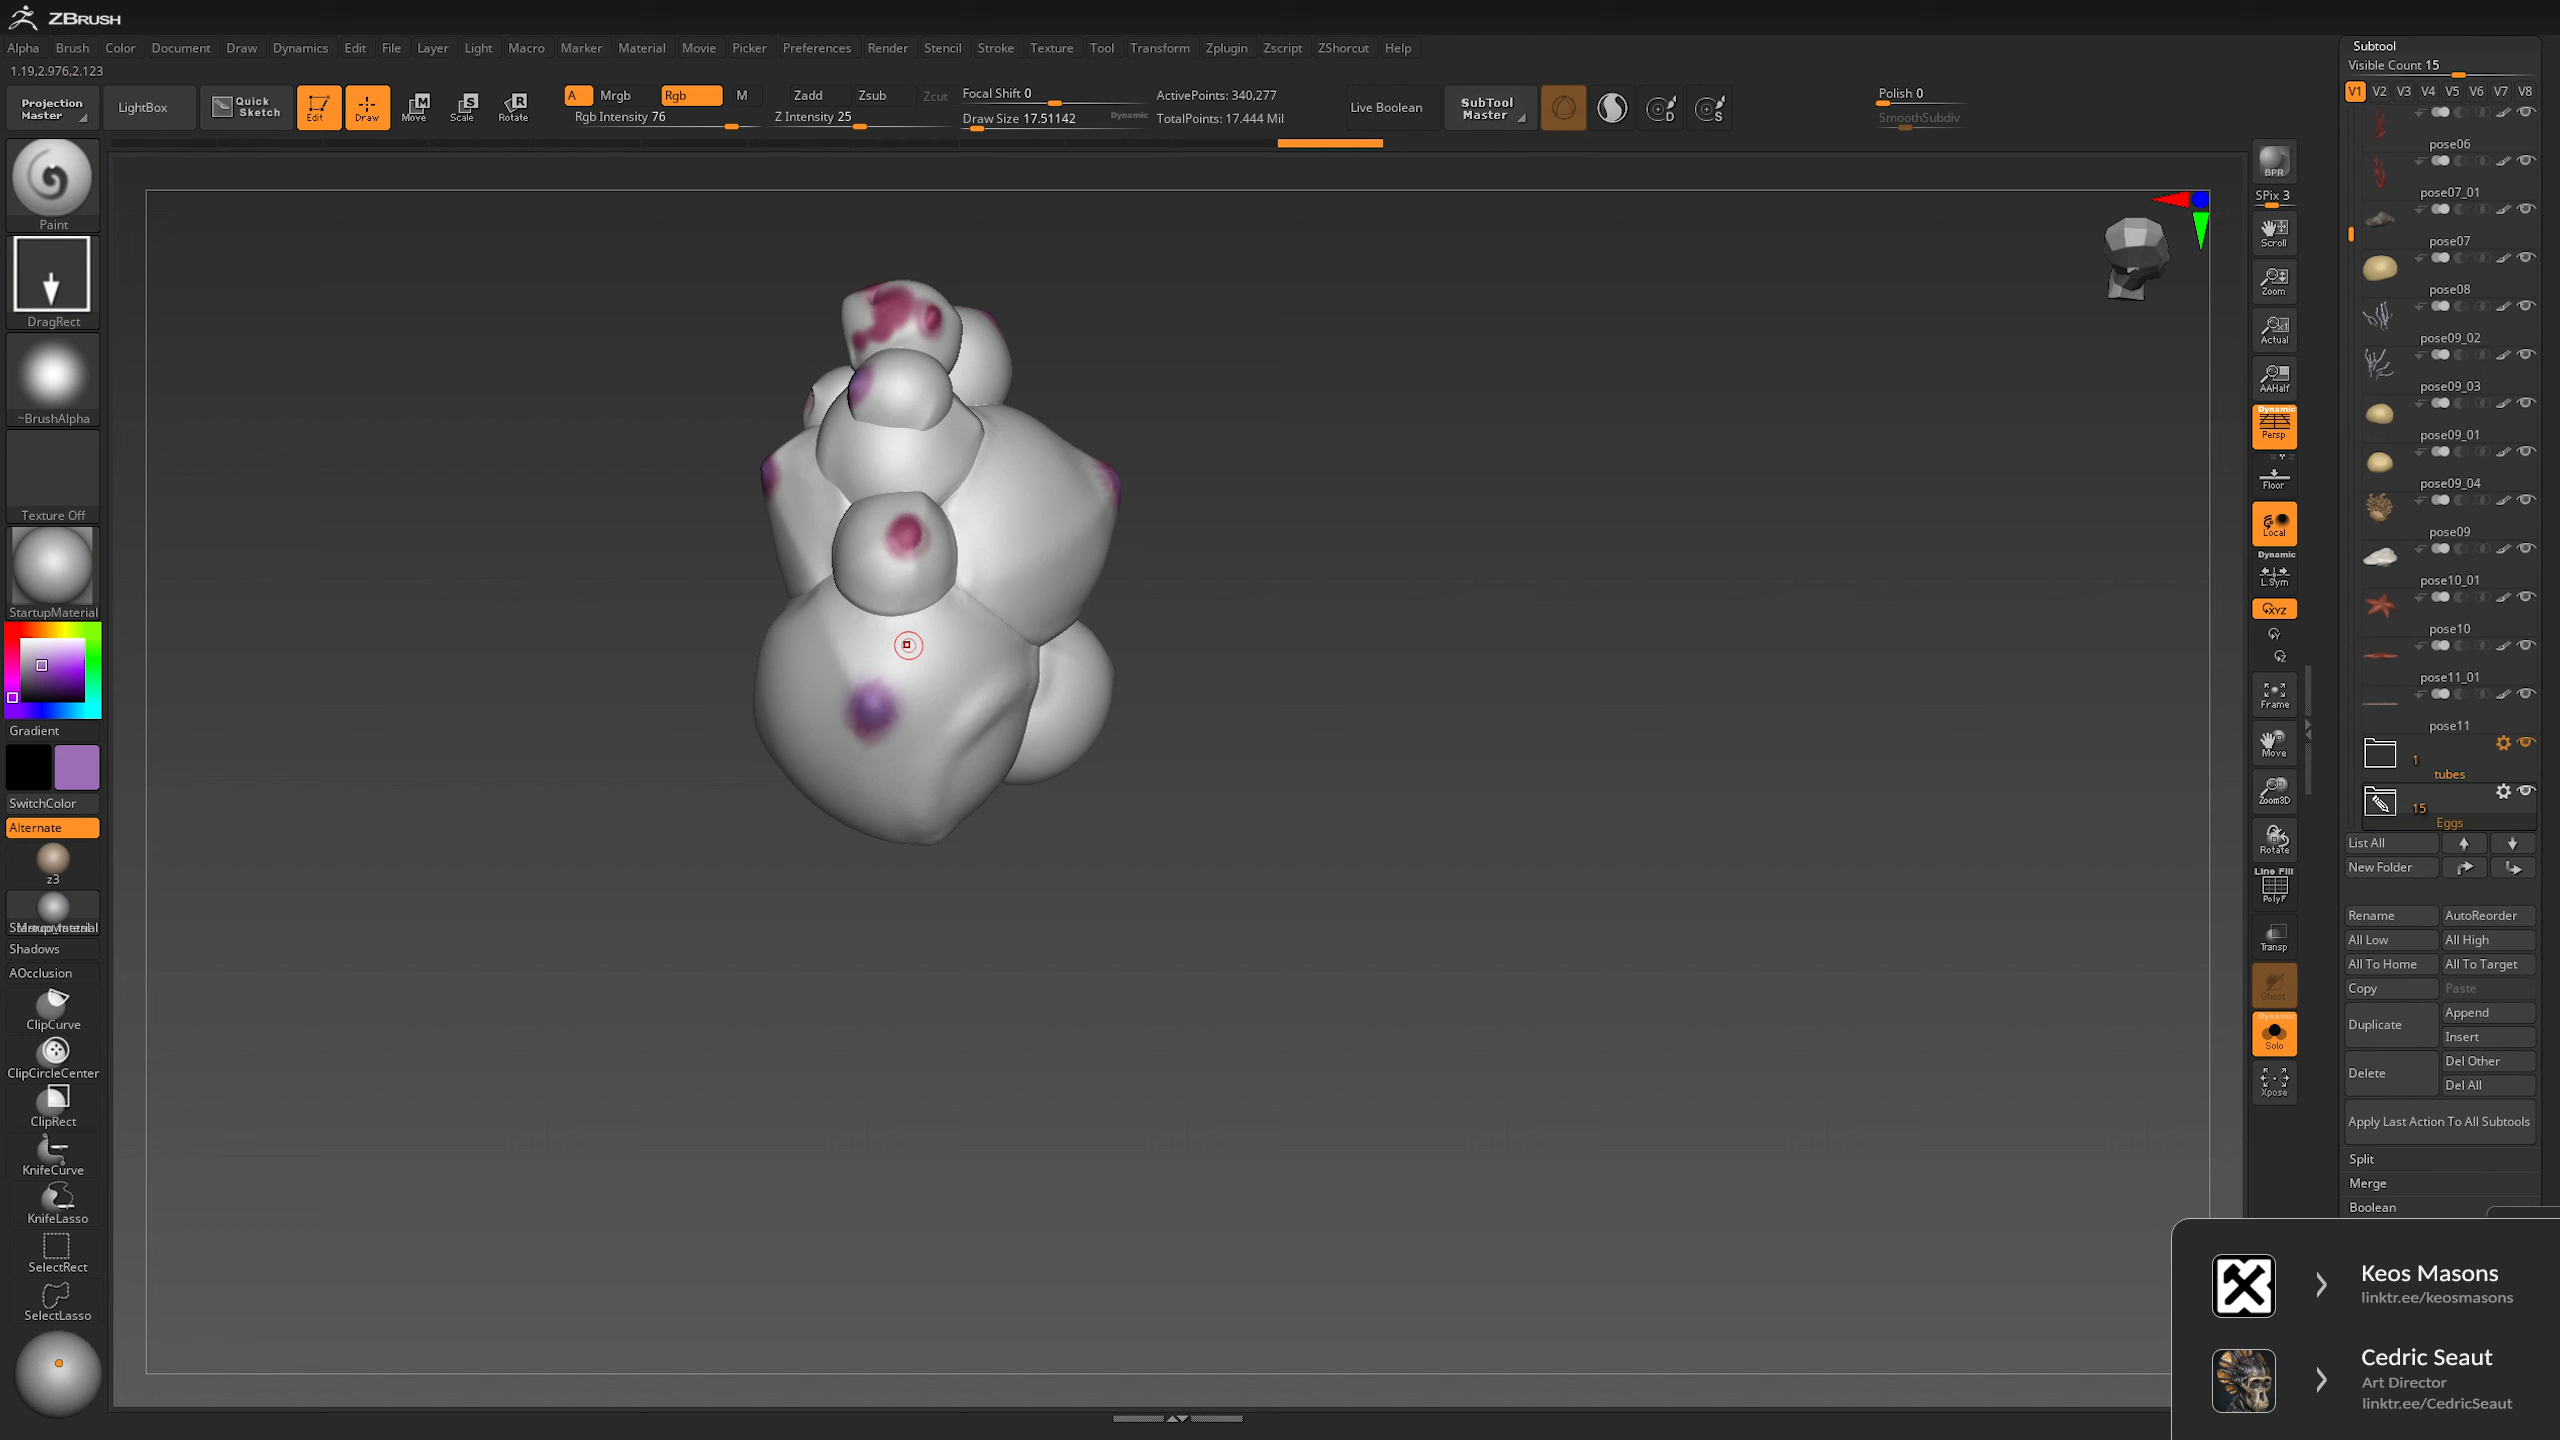 ZBRUSH
Alpha Brush Color Document Draw Dynamics Edit File Layer Light Macro Marker Material Movie Picker Preferences Render Stencil Stroke Texture Tool Transform Zplugin Zscript ZShorcut Help
1.19,2.976,2.123
Projection Master
LightBox
Quick Sketch
Edit
Draw
Move
Scale
Rotate
A
Mrgb
Rgb
M
Rgb Intensity 76
Zadd
Zsub
Zcut
Z Intensity 25
Focal Shift 0
Draw Size 17.51142
Dynamic
ActivePoints: 340,277
TotalPoints: 17.444 Mil
Live Boolean
SubTool Master
Polish 0
SmoothSubdiv
Paint
DragRect
~BrushAlpha
Texture Off
StartupMaterial
Gradient
SwitchColor
Alternate
z3
Shadows
AOcclusion
ClipCurve
ClipCircleCenter
ClipRect
KnifeCurve
KnifeLasso
SelectRect
SelectLasso
BPR
SPix 3
Scroll
Zoom
Actual
AAHalf
Dynamic
Persp
Floor
Local
Dynamic
L.Sym
XYZ
Frame
Move
Zoom3D
Rotate
Line Fill
PolyF
Transp
Ghost
Dynamic
Solo
Xpose
Subtool
Visible Count 15
V1 V2 V3 V4 V5 V6 V7 V8
pose06
pose07_01
pose07
pose08
pose09_02
pose09_03
pose09_01
pose09_04
pose09
pose10_01
pose10
pose11_01
pose11
1
tubes
15
Eggs
List All
New Folder
Rename AutoReorder
All Low All High
All To Home All To Target
Copy Paste
Duplicate Append
Insert
Delete Del Other
Del All
Apply Last Action To All Subtools
Split
Merge
Boolean
Keos Masons
linktr.ee/keosmasons
Cedric Seaut
Art Director
linktr.ee/CedricSeaut